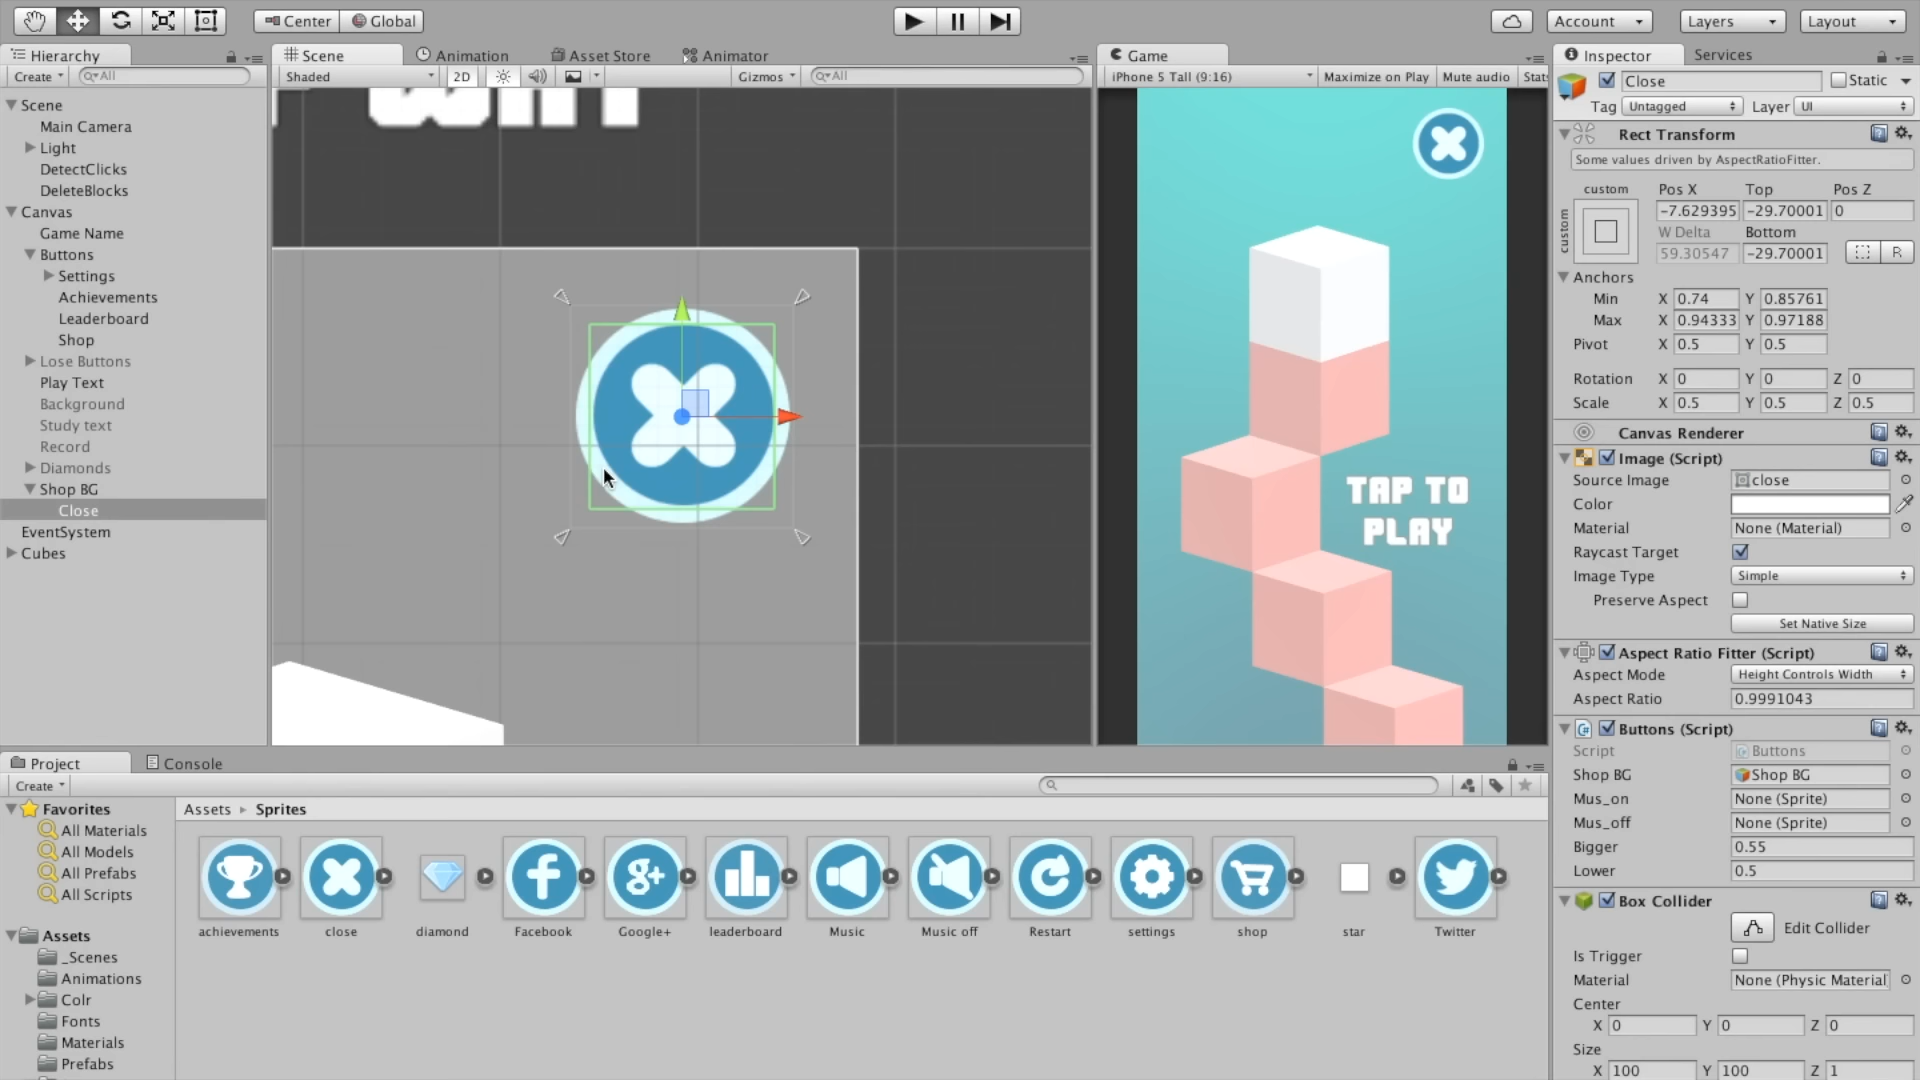 Center
Global
Account
Layers
Layout
Hierarchy
Create
All
Scene
Main Camera
Light
DetectClicks
DeleteBlocks
Canvas
Game Name
Buttons
Settings
Achievements
Leaderboard
Shop
Lose Buttons
Play Text
Background
Study text
Record
Diamonds
Shop BG
Close
EventSystem
Cubes
Scene
Animation
Asset Store
Animator
Shaded
2D
Gizmos
All
Game
iPhone 5 Tall (9:16)
Maximize on Play
Mute audio
Stats
TAP TO
PLAY
Inspector
Services
Close
Static
Tag Untagged
Layer UI
Rect Transform
Some values driven by AspectRatioFitter.
custom
custom
Pos X Top Pos Z
-7.629395 -29.70001 0
W Delta Bottom
59.30547 -29.70001
R
Anchors
Min X 0.74 Y 0.85761
Max X 0.94333 Y 0.97188
Pivot X 0.5 Y 0.5
Rotation X 0 Y 0 Z 0
Scale X 0.5 Y 0.5 Z 0.5
Canvas Renderer
Image (Script)
Source Image close
Color
Material None (Material)
Raycast Target
Image Type Simple
Preserve Aspect
Set Native Size
Aspect Ratio Fitter (Script)
Aspect Mode Height Controls Width
Aspect Ratio 0.9991043
Buttons (Script)
Script Buttons
Shop BG Shop BG
Mus_on None (Sprite)
Mus_off None (Sprite)
Bigger 0.55
Lower 0.5
Box Collider
Edit Collider
Is Trigger
Material None (Physic Material
Center
X 0 Y 0 Z 0
Size
X 100 Y 100 Z 1
Project
Console
Create
Favorites
All Materials
All Models
All Prefabs
All Scripts
Assets
_Scenes
Animations
Colr
Fonts
Materials
Prefabs
Assets Sprites
achievements
close
diamond
Facebook
Google+
leaderboard
Music
Music off
Restart
settings
shop
star
Twitter